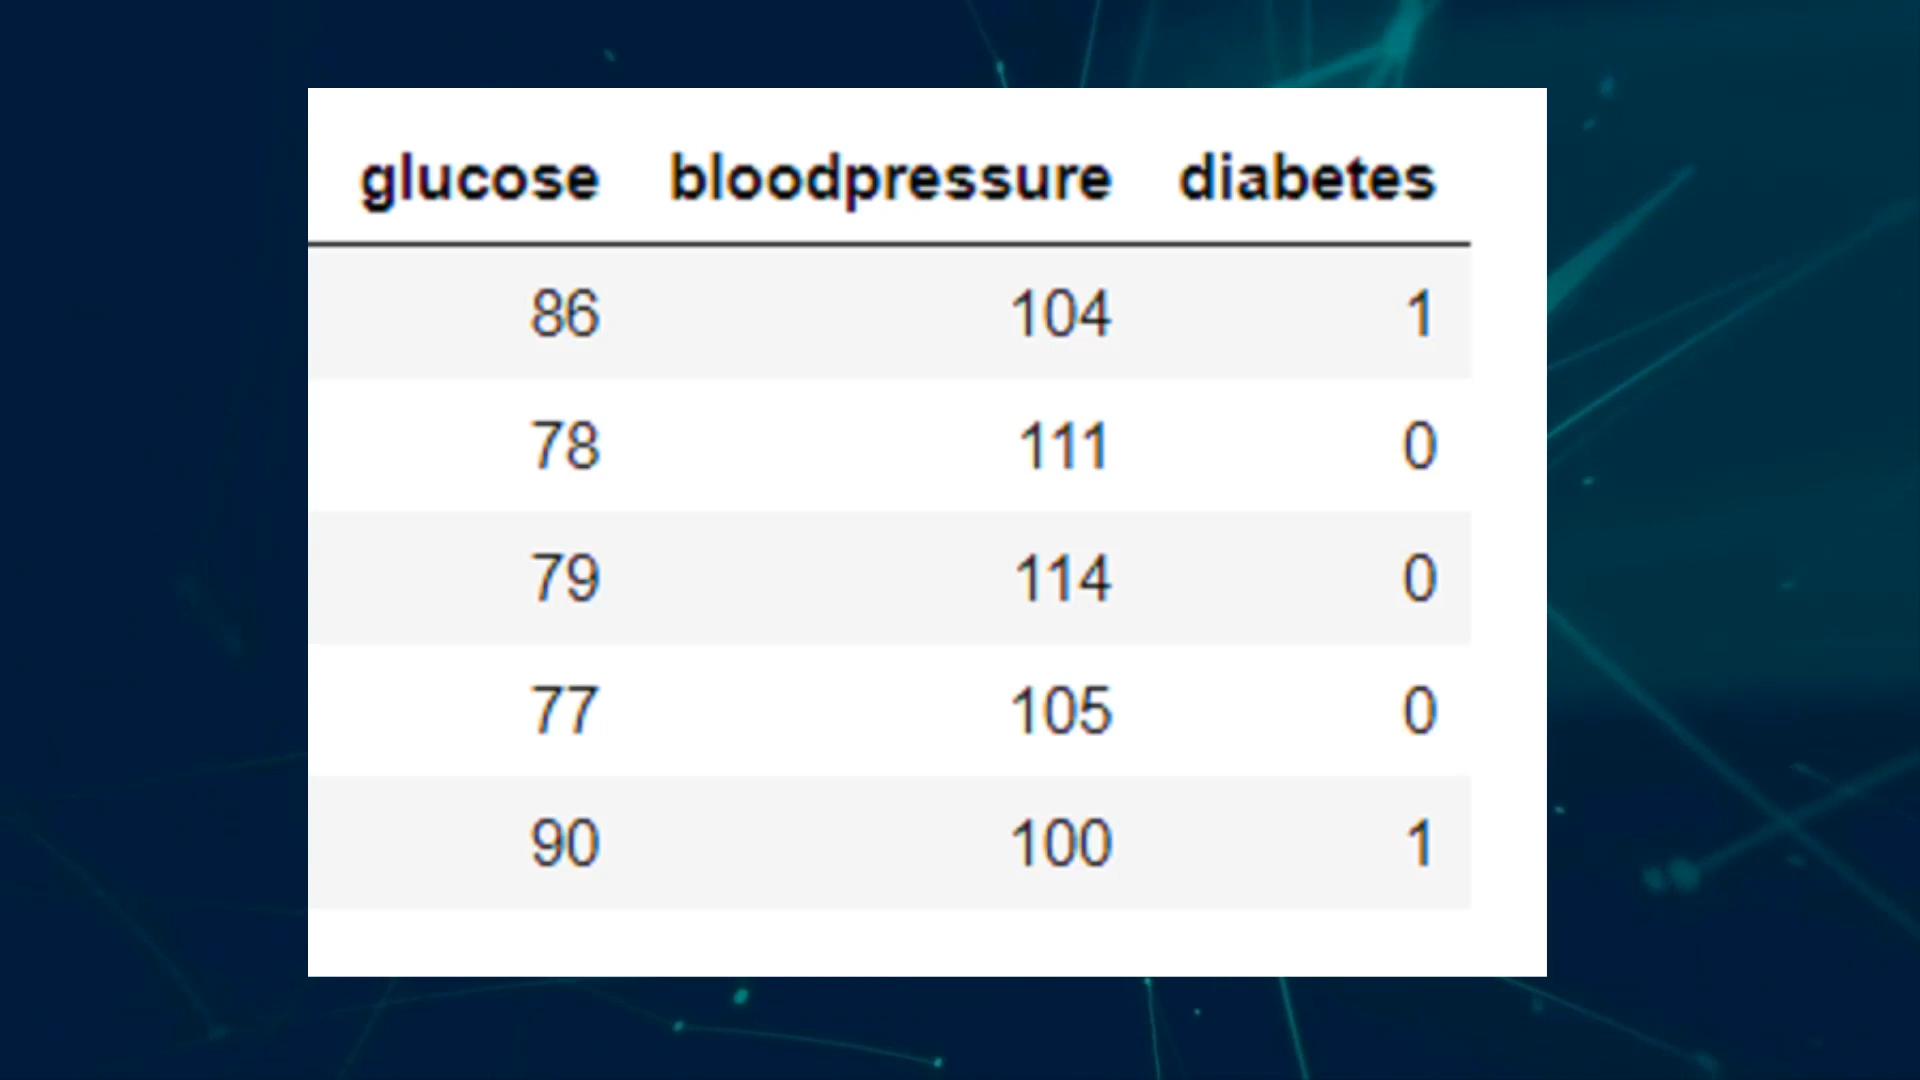 glucose bloodpressure diabetes
86 104 1
78 111 0
79 114 0
77 105 0
90 100 1